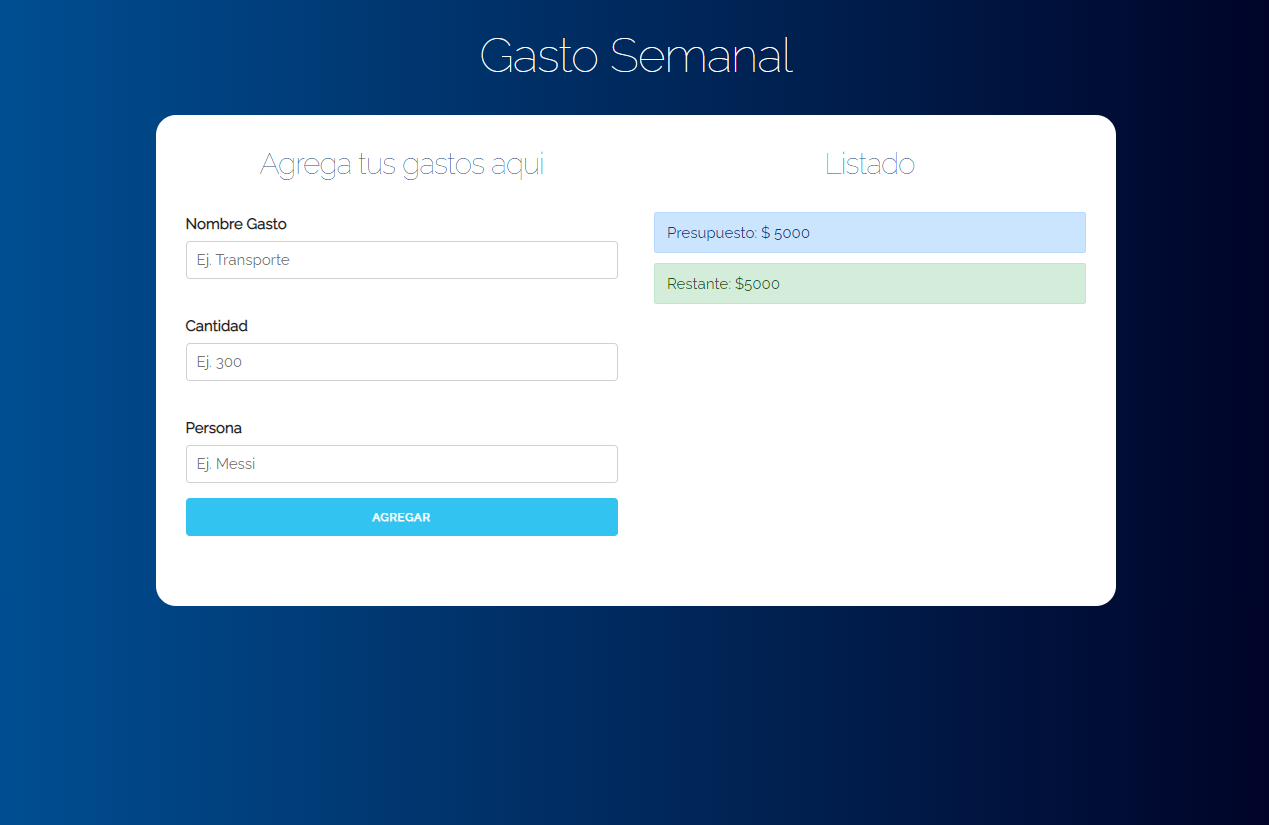 Gasto Semanal
Agrega tus gastos aqui
Nombre Gasto
Ej. Transporte
Cantidad
Ej. 300
Persona
Ej. Messi
AGREGAR
Listado
Presupuesto: $ 5000
Restante: $5000